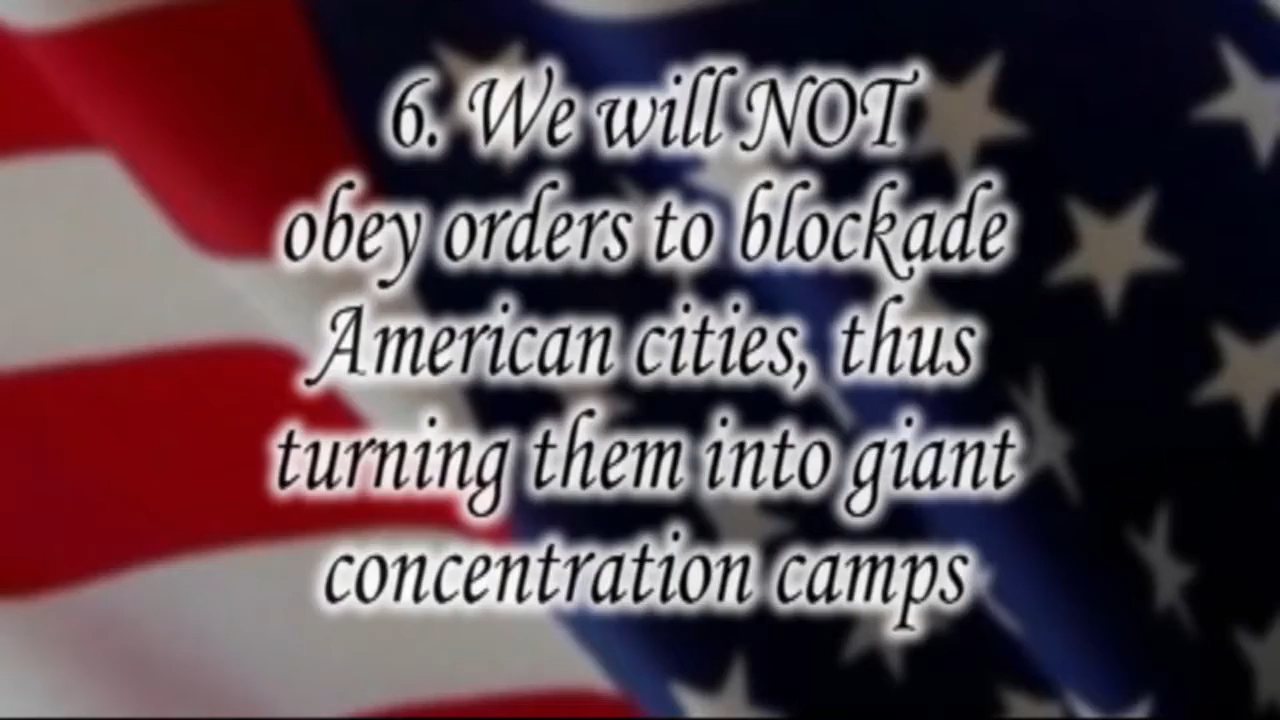 6. We will NOT
obey orders to blockade
American cities, thus
turning them into giant
concentration camps